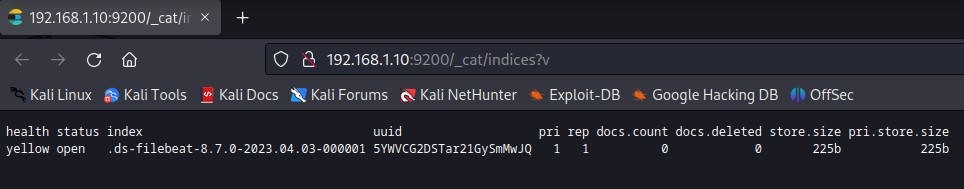 192.168.1.10:9200/_cat/ir
192.168.1.10:9200/_cat/indices?v
Kali Linux Kali Tools Kali Docs Kali Forums Kali NetHunter Exploit-DB Google Hacking DB OffSec
health status index uuid pri rep docs.count docs.deleted store.size pri.store.size
yellow open .ds-filebeat-8.7.0-2023.04.03-000001 5YWVCG2DSTar21GySmMwJQ 1 1 0 0 225b 225b